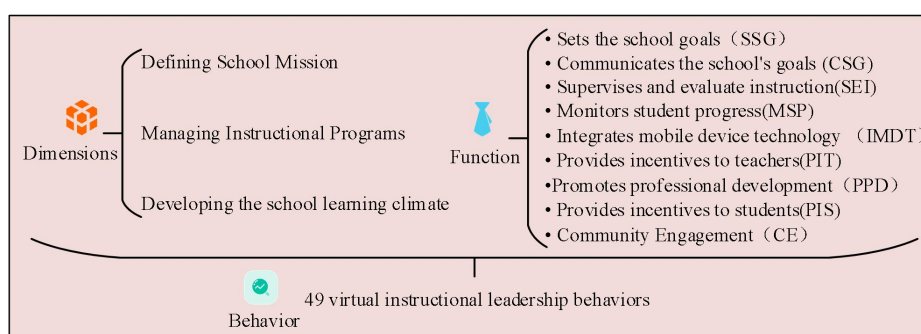 Dimensions
Defining School Mission
Managing Instructional Programs
Developing the school learning climate
Function
• Sets the school goals（SSG）
• Communicates the school's goals (CSG)
• Supervises and evaluate instruction(SEI)
• Monitors student progress(MSP)
• Integrates mobile device technology （IMDT）
• Provides incentives to teachers(PIT)
•Promotes professional development（PPD）
• Provides incentives to students(PIS)
• Community Engagement（CE）
Behavior
49 virtual instructional leadership behaviors